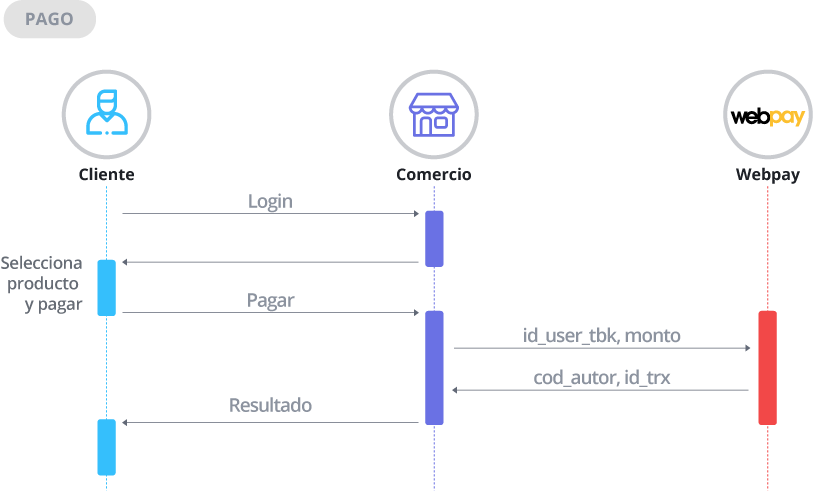 PAGO
webpay
Cliente
Comercio
Webpay
Login
Selecciona
producto
y pagar
Pagar
id_user_tbk, monto
cod_autor, id_trx
Resultado